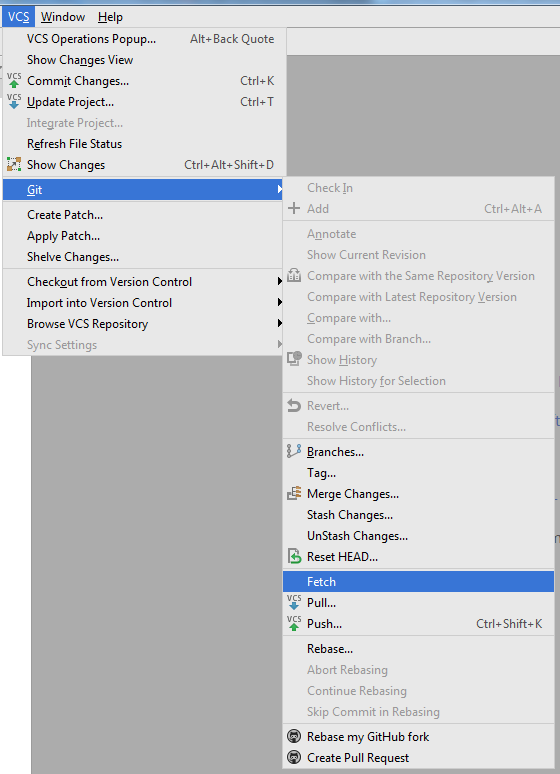 VCS Window Help
VCS Operations Popup... Alt+Back Quote
Show Changes View
VCS Commit Changes... Ctrl+K
VCS Update Project... Ctrl+T
Integrate Project...
Refresh File Status
Show Changes Ctrl+Alt+Shift+D
Git
Create Patch...
Apply Patch...
Shelve Changes...
Checkout from Version Control
Import into Version Control
Browse VCS Repository
Sync Settings
Check In
Add Ctrl+Alt+A
Annotate
Show Current Revision
Compare with the Same Repository Version
Compare with Latest Repository Version
Compare with...
Compare with Branch...
Show History
Show History for Selection
Revert...
Resolve Conflicts...
Branches...
Tag...
Merge Changes...
Stash Changes...
UnStash Changes...
Reset HEAD...
Fetch
VCS Pull...
VCS Push... Ctrl+Shift+K
Rebase...
Abort Rebasing
Continue Rebasing
Skip Commit in Rebasing
Rebase my GitHub fork
Create Pull Request